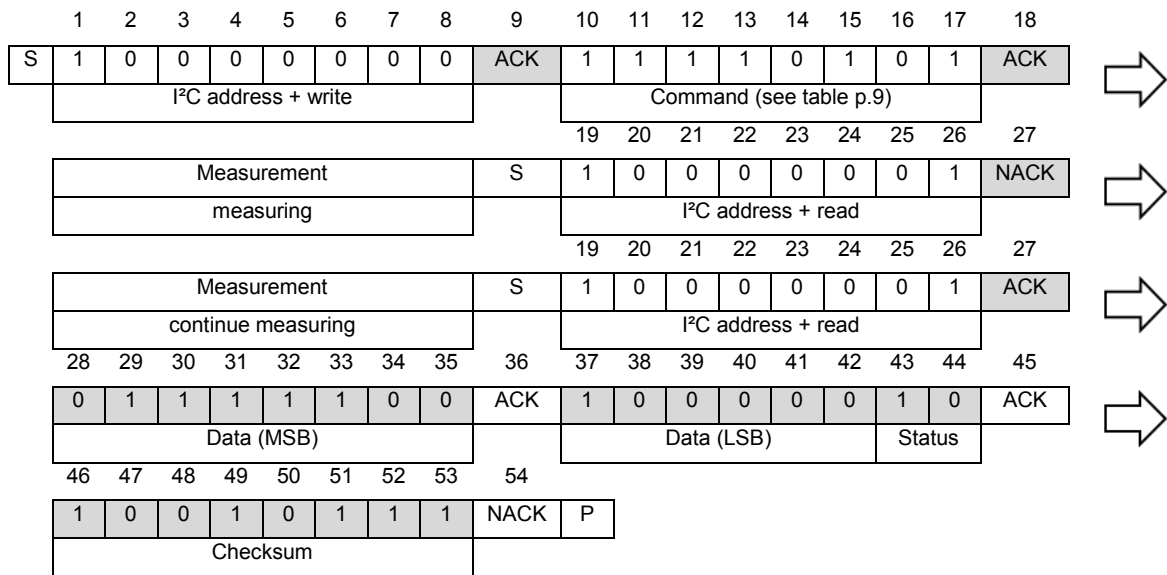 1 2 3 4 5 6 7 8 9 10 11 12 13 14 15 16 17 18
S 1 0 0 0 0 0 0 0 ACK 1 1 1 1 0 1 0 1 ACK
I²C address + write Command (see table p.9)
19 20 21 22 23 24 25 26 27
Measurement S 1 0 0 0 0 0 0 1 NACK
measuring I²C address + read
19 20 21 22 23 24 25 26 27
Measurement S 1 0 0 0 0 0 0 1 ACK
continue measuring I²C address + read
28 29 30 31 32 33 34 35 36 37 38 39 40 41 42 43 44 45
0 1 1 1 1 1 0 0 ACK 1 0 0 0 0 0 1 0 ACK
Data (MSB) Data (LSB) Status
46 47 48 49 50 51 52 53 54
1 0 0 1 0 1 1 1 NACK P
Checksum